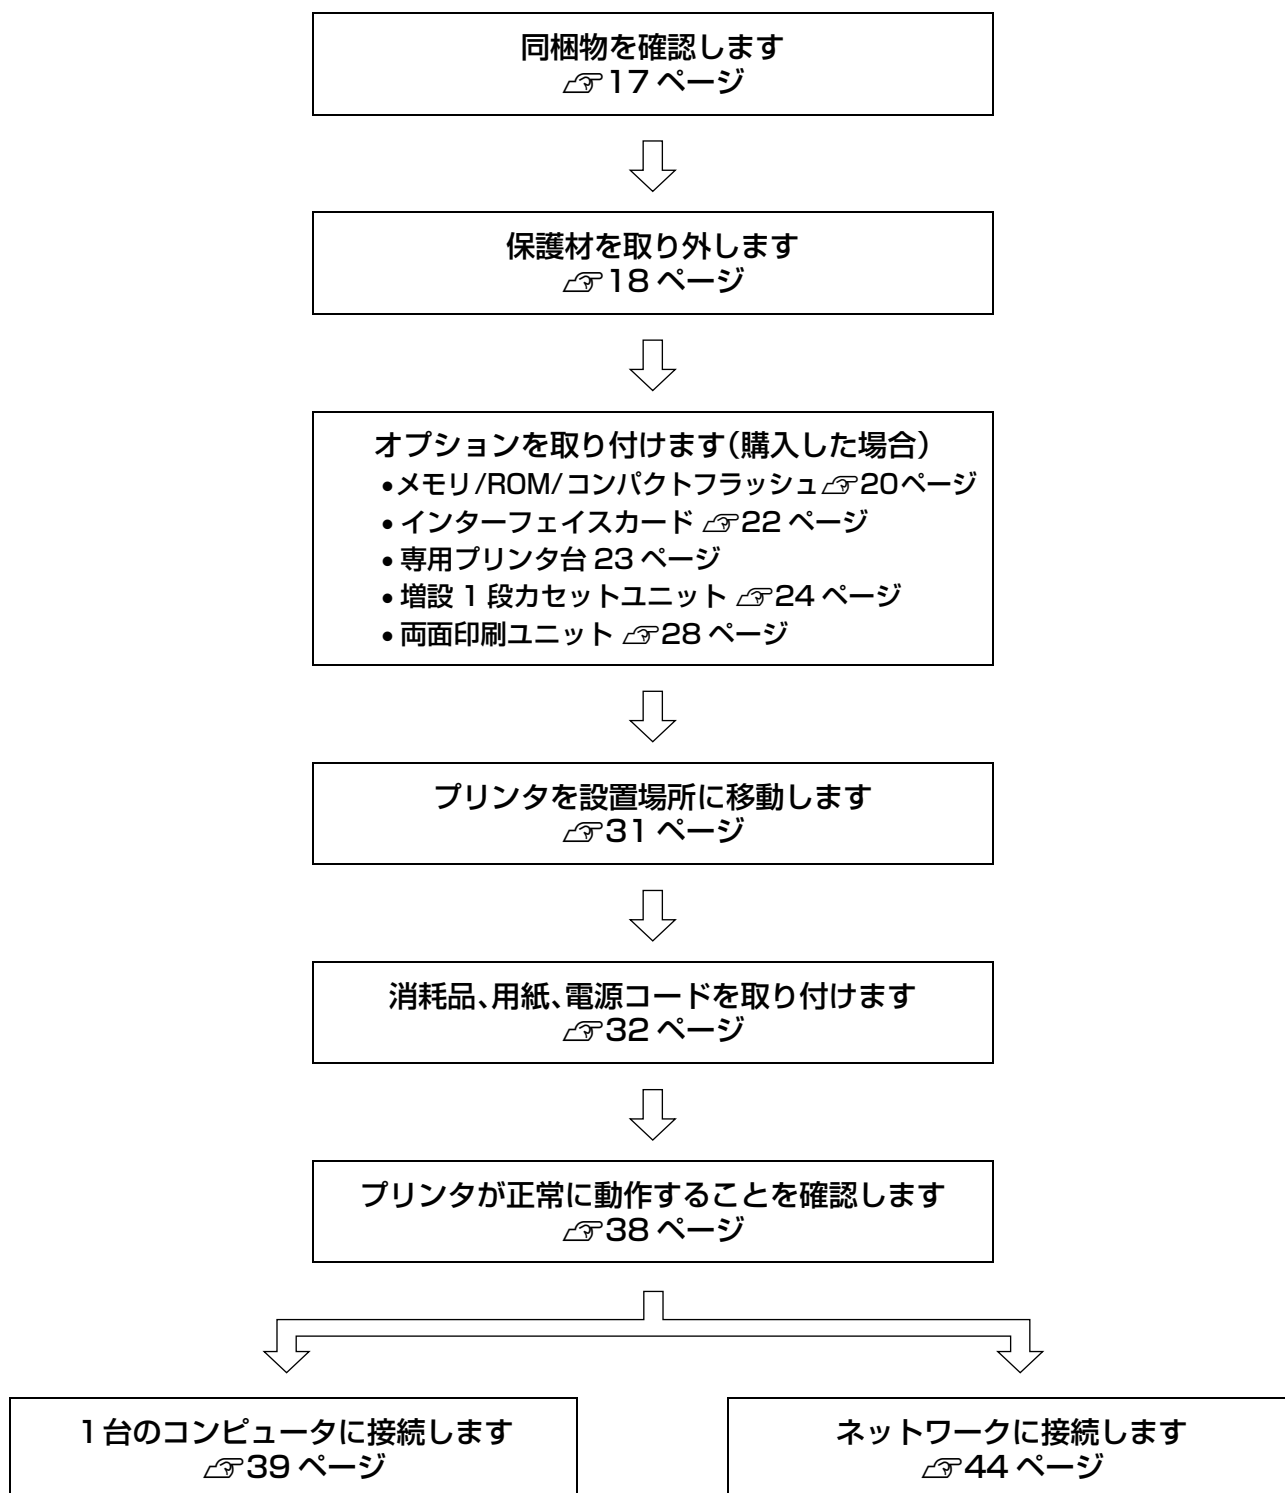 同梱物を確認します
☞17 ページ
保護材を取り外します
☞18 ページ
オプションを取り付けます(購入した場合)
•メモリ/ROM/コンパクトフラッシュ☞20ページ
•インターフェイスカード ☞22 ページ
•専用プリンタ台 23 ページ
•増設 1 段カセットユニット ☞24 ページ
•両面印刷ユニット ☞28 ページ
プリンタを設置場所に移動します
☞31 ページ
消耗品、用紙、電源コードを取り付けます
☞32 ページ
プリンタが正常に動作することを確認します
☞38 ページ
1台のコンピュータに接続します
☞39 ページ
ネットワークに接続します
☞44 ページ